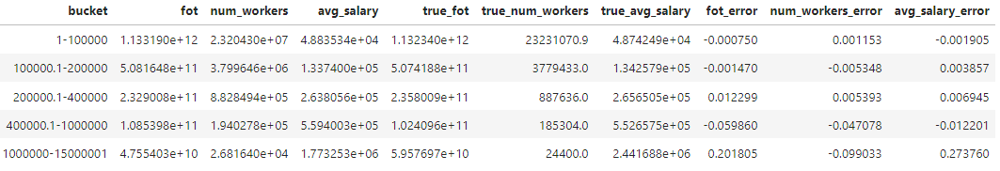 bucket fot num_workers avg_salary true_fot true_num_workers true_avg_salary fot_error num_workers_error avg_salary_error
1-100000 1.133190e+12 2.320430e+07 4.883534e+04 1.132340e+12 23231070.9 4.874249e+04 -0.000750 0.001153 -0.001905
100000.1-200000 5.081648e+11 3.799646e+06 1.337400e+05 5.074188e+11 3779433.0 1.342579e+05 -0.001470 -0.005348 0.003857
200000.1-400000 2.329008e+11 8.828494e+05 2.638056e+05 2.358009e+11 887636.0 2.656505e+05 0.012299 0.005393 0.006945
400000.1-1000000 1.085398e+11 1.940278e+05 5.594003e+05 1.024096e+11 185304.0 5.526575e+05 -0.059860 -0.047078 -0.012201
1000000-15000001 4.755403e+10 2.681640e+04 1.773253e+06 5.957697e+10 24400.0 2.441688e+06 0.201805 -0.099033 0.273760